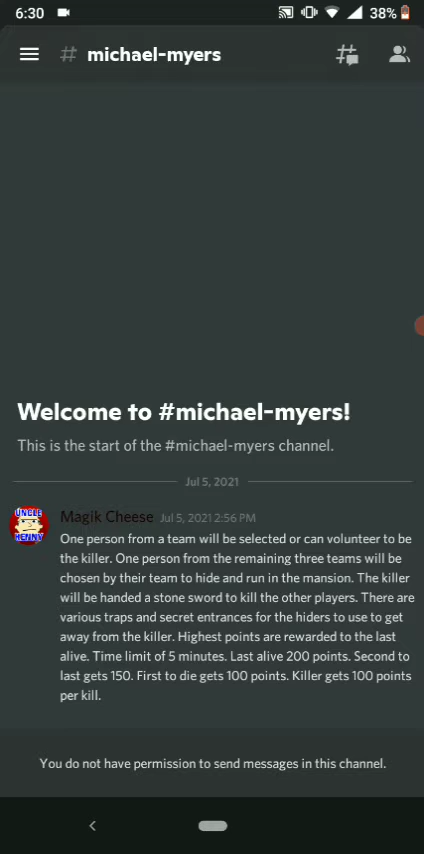 6:30
38%
# michael-myers
Welcome to #michael-myers!
This is the start of the #michael-myers channel.
Jul 5, 2021
UNCLE
HENNY
Magik Cheese Jul 5, 2021 2:56 PM
One person from a team will be selected or can volunteer to be
the killer. One person from the remaining three teams will be
chosen by their team to hide and run in the mansion. The killer
will be handed a stone sword to kill the other players. There are
various traps and secret entrances for the hiders to use to get
away from the killer. Highest points are rewarded to the last
alive. Time limit of 5 minutes. Last alive 200 points. Second to
last gets 150. First to die gets 100 points. Killer gets 100 points
per kill.
You do not have permission to send messages in this channel.